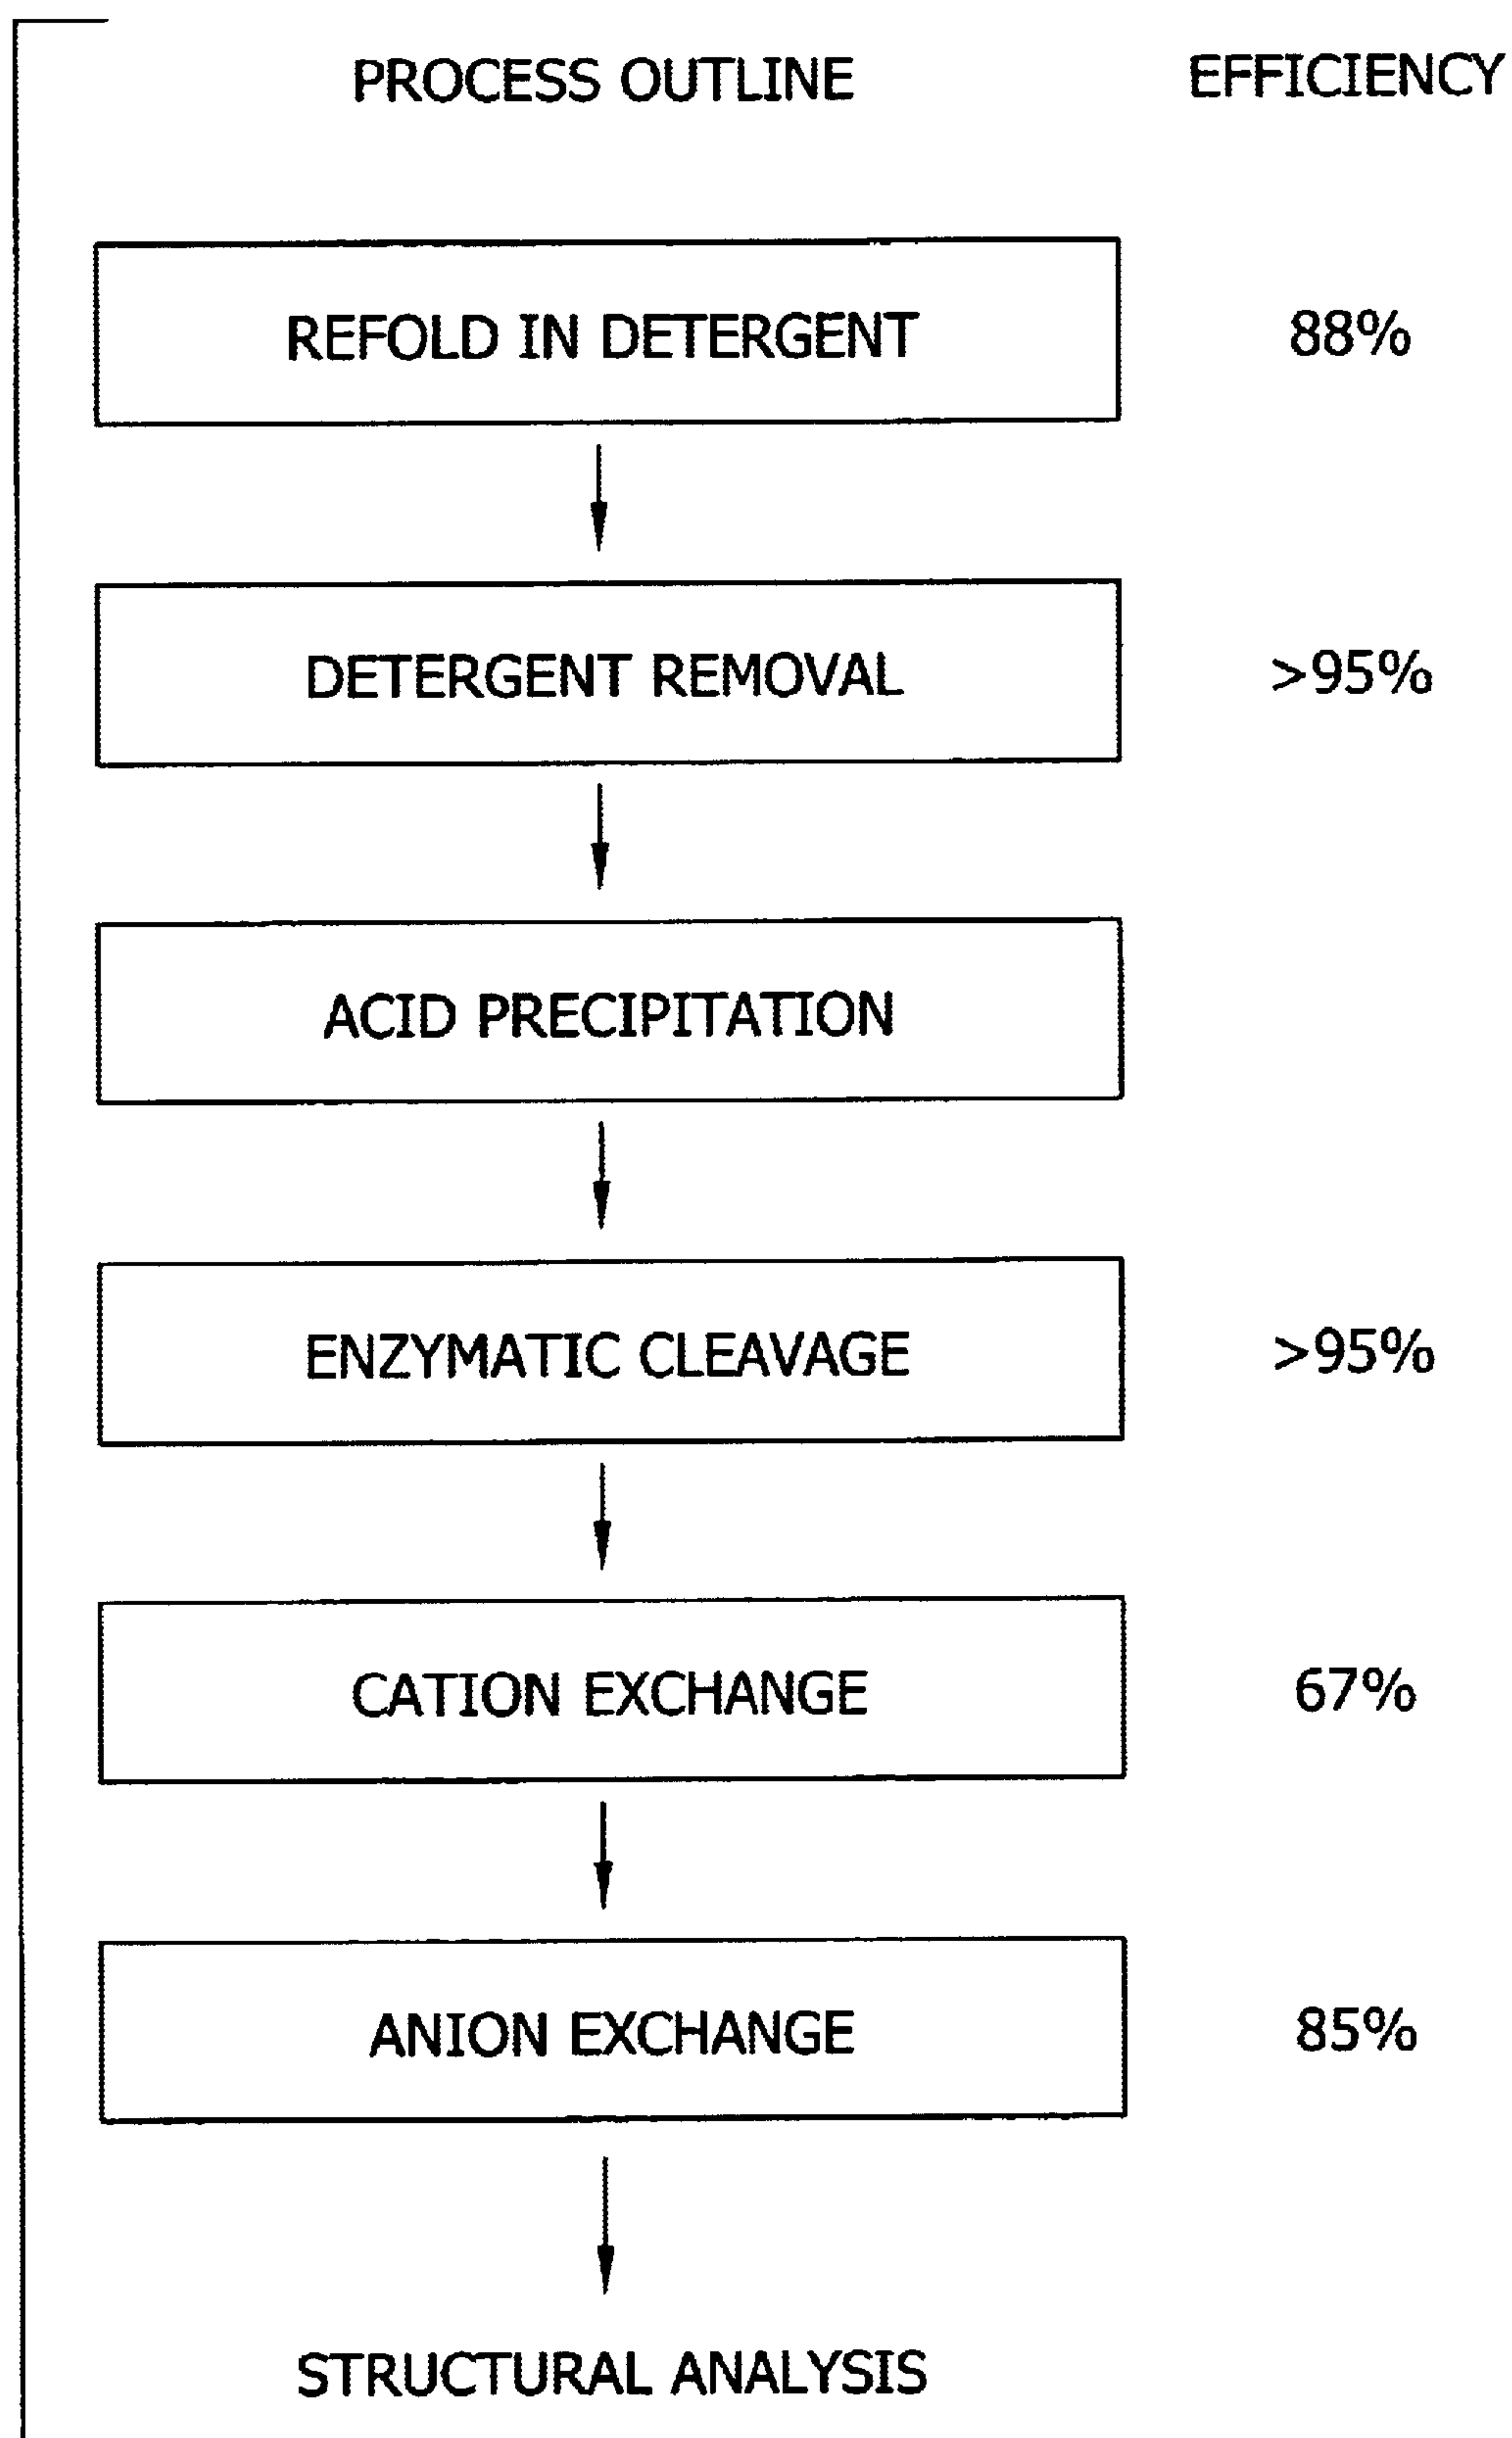 PROCESS OUTLINE EFFICIENCY
REFOLD IN DETERGENT 88%
DETERGENT REMOVAL >95%
ACID PRECIPITATION
ENZYMATIC CLEAVAGE >95%
CATION EXCHANGE 67%
ANION EXCHANGE 85%
STRUCTURAL ANALYSIS